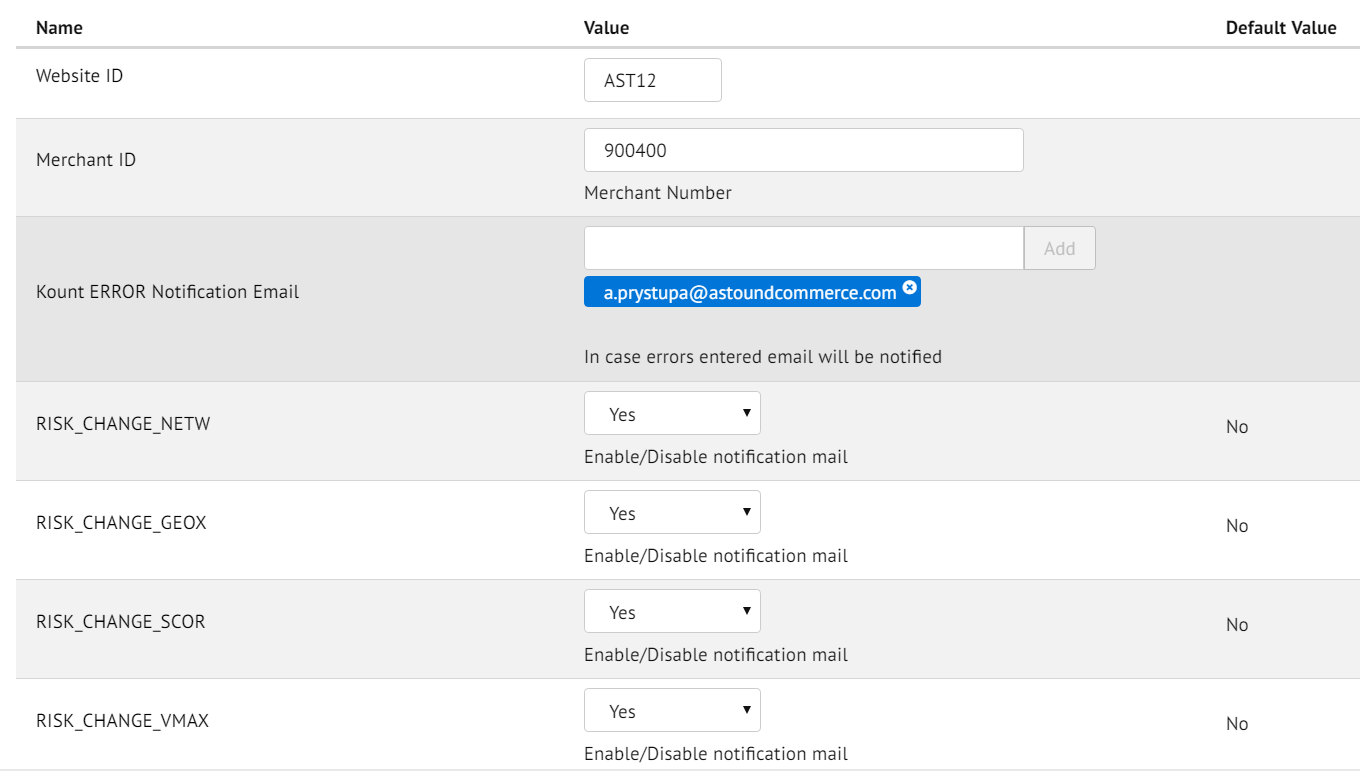 Name Value Default Value
Website ID AST12
Merchant ID 900400
Merchant Number
Add
Kount ERROR Notification Email a.prystupa@astoundcommerce.com
In case errors entered email will be notified
RISK_CHANGE_NETW Yes No
Enable/Disable notification mail
RISK_CHANGE_GEOX Yes No
Enable/Disable notification mail
RISK_CHANGE_SCOR Yes No
Enable/Disable notification mail
RISK_CHANGE_VMAX Yes No
Enable/Disable notification mail